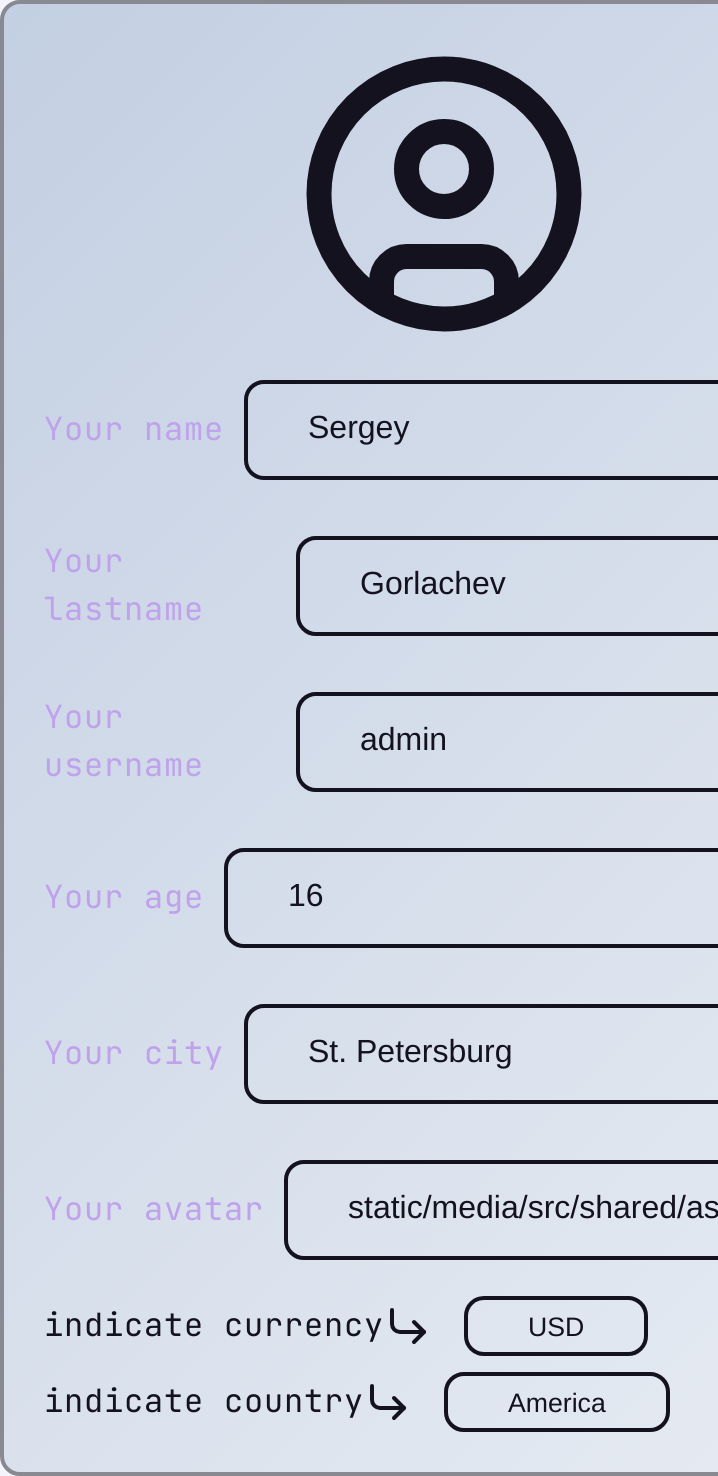 Your name Sergey
Your
lastname
Gorlachev
Your
username
admin
Your age 16
Your city St. Petersburg
Your avatar static/media/src/shared/as
indicate currency USD
indicate country America